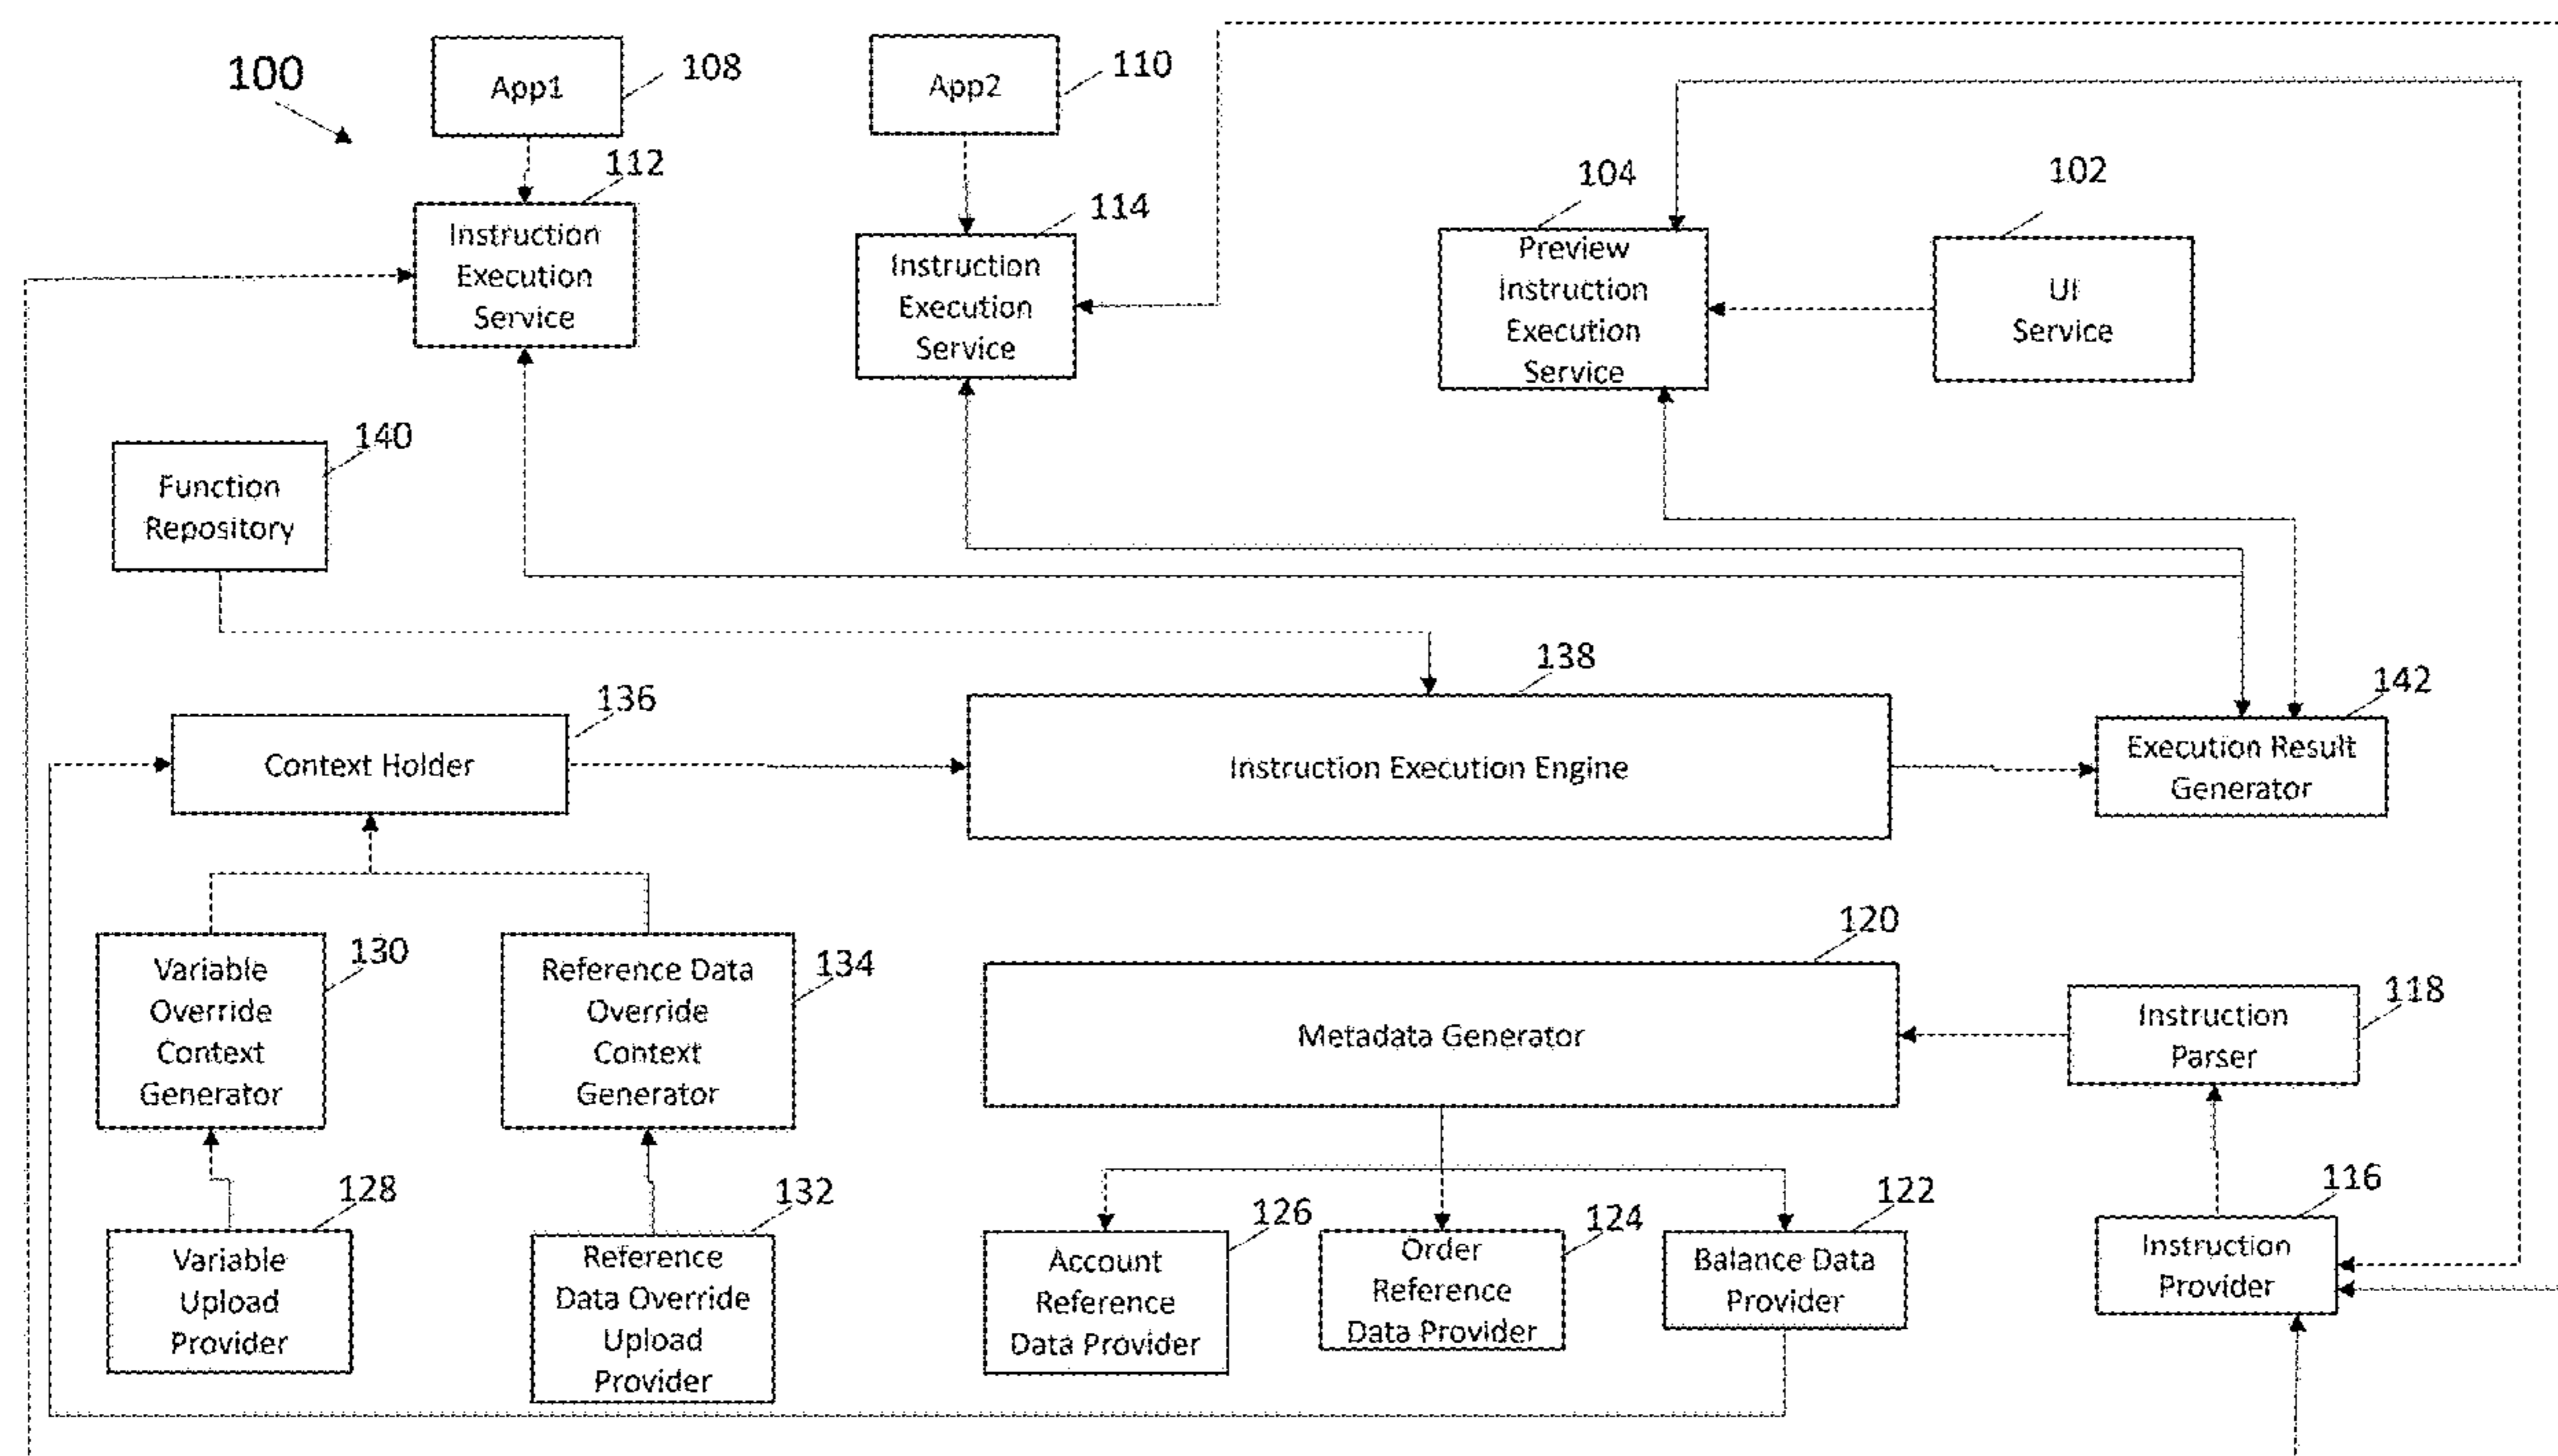 100
App1
108
App2
110
112
Instruction
Execution
Service
114
Instruction
Execution
Service
104
Preview
Instruction
Execution
Service
102
UI
Service
140
Function
Repository
136
Context Holder
138
Instruction Execution Engine
142
Execution Result
Generator
130
Variable
Override
Context
Generator
134
Reference Data
Override
Context
Generator
120
Metadata Generator
118
Instruction
Parser
128
Variable
Upload
Provider
132
Reference
Data Override
Upload
Provider
126
Account
Reference
Data Provider
124
Order
Reference
Data Provider
122
Balance Data
Provider
116
Instruction
Provider